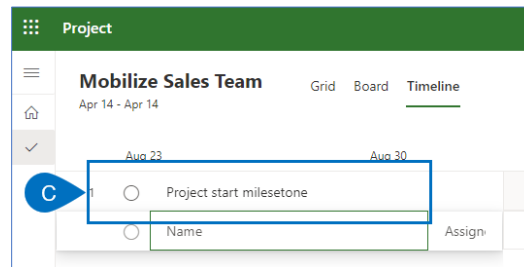 Project
Mobilize Sales Team
Grid Board Timeline
Apr 14 - Apr 14
Aug 23 Aug 30
C 1 Project start milesetone
Name Assign